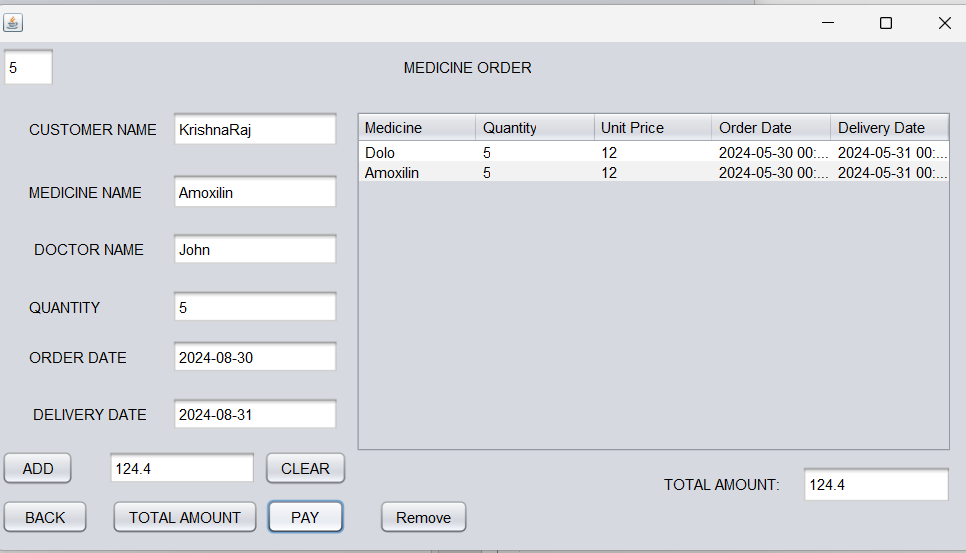 5
MEDICINE ORDER
CUSTOMER NAME KrishnaRaj
MEDICINE NAME Amoxilin
DOCTOR NAME John
QUANTITY 5
ORDER DATE 2024-08-30
DELIVERY DATE 2024-08-31
Medicine Quantity Unit Price Order Date Delivery Date
Dolo 5 12 2024-05-30 00:... 2024-05-31 00:...
Amoxilin 5 12 2024-05-30 00:... 2024-05-31 00:...
ADD 124.4 CLEAR
TOTAL AMOUNT: 124.4
BACK TOTAL AMOUNT PAY Remove